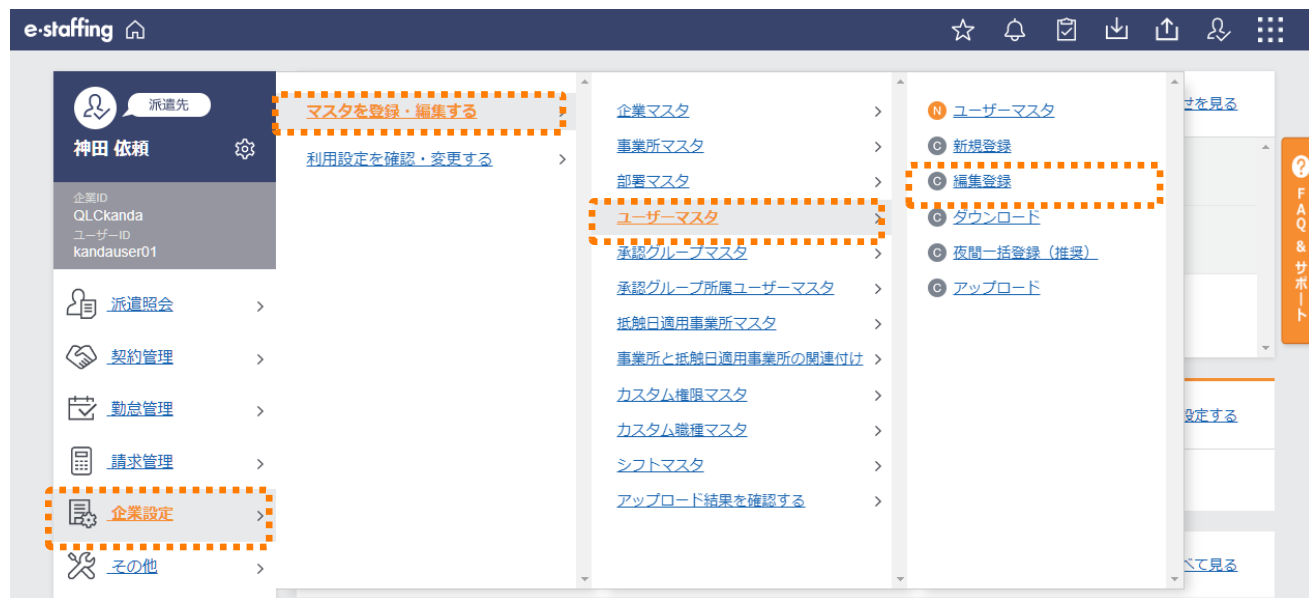 e-staffing
派遣先
神田 依頼
企業ID
QLCkanda
ユーザーID
kandauser01
派遣照会
契約管理
勤怠管理
請求管理
企業設定
その他
マスタを登録・編集する
利用設定を確認・変更する
企業マスタ
事業所マスタ
部署マスタ
ユーザーマスタ
承認グループマスタ
承認グループ所属ユーザーマスタ
抵触日適用事業所マスタ
事業所と抵触日適用事業所の関連付け
カスタム権限マスタ
カスタム職種マスタ
シフトマスタ
アップロード結果を確認する
N ユーザーマスタ
C 新規登録
C 編集登録
C ダウンロード
C 夜間一括登録（推奨）
C アップロード
せを見る
設定する
べて見る
? FAQ & サポート